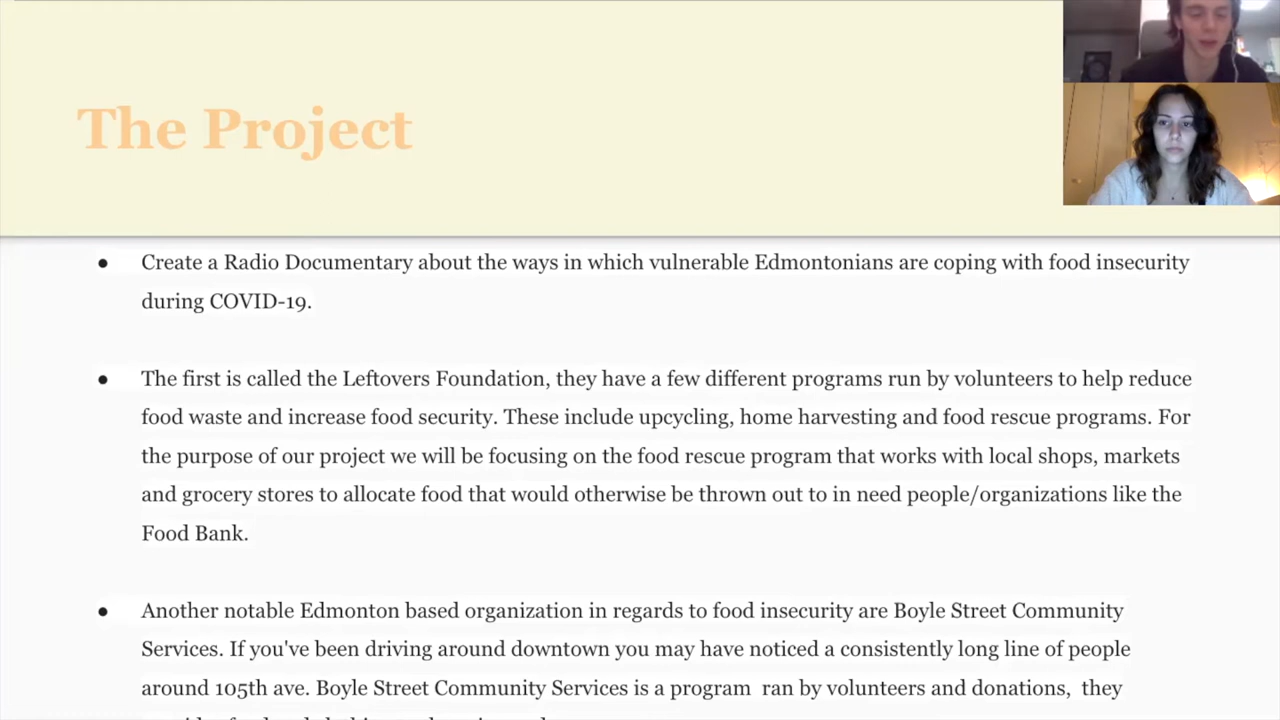 The Project
● Create a Radio Documentary about the ways in which vulnerable Edmontonians are coping with food insecurity
during COVID-19.
● The first is called the Leftovers Foundation, they have a few different programs run by volunteers to help reduce
food waste and increase food security. These include upcycling, home harvesting and food rescue programs. For
the purpose of our project we will be focusing on the food rescue program that works with local shops, markets
and grocery stores to allocate food that would otherwise be thrown out to in need people/organizations like the
Food Bank.
● Another notable Edmonton based organization in regards to food insecurity are Boyle Street Community
Services. If you've been driving around downtown you may have noticed a consistently long line of people
around 105th ave. Boyle Street Community Services is a program ran by volunteers and donations, they